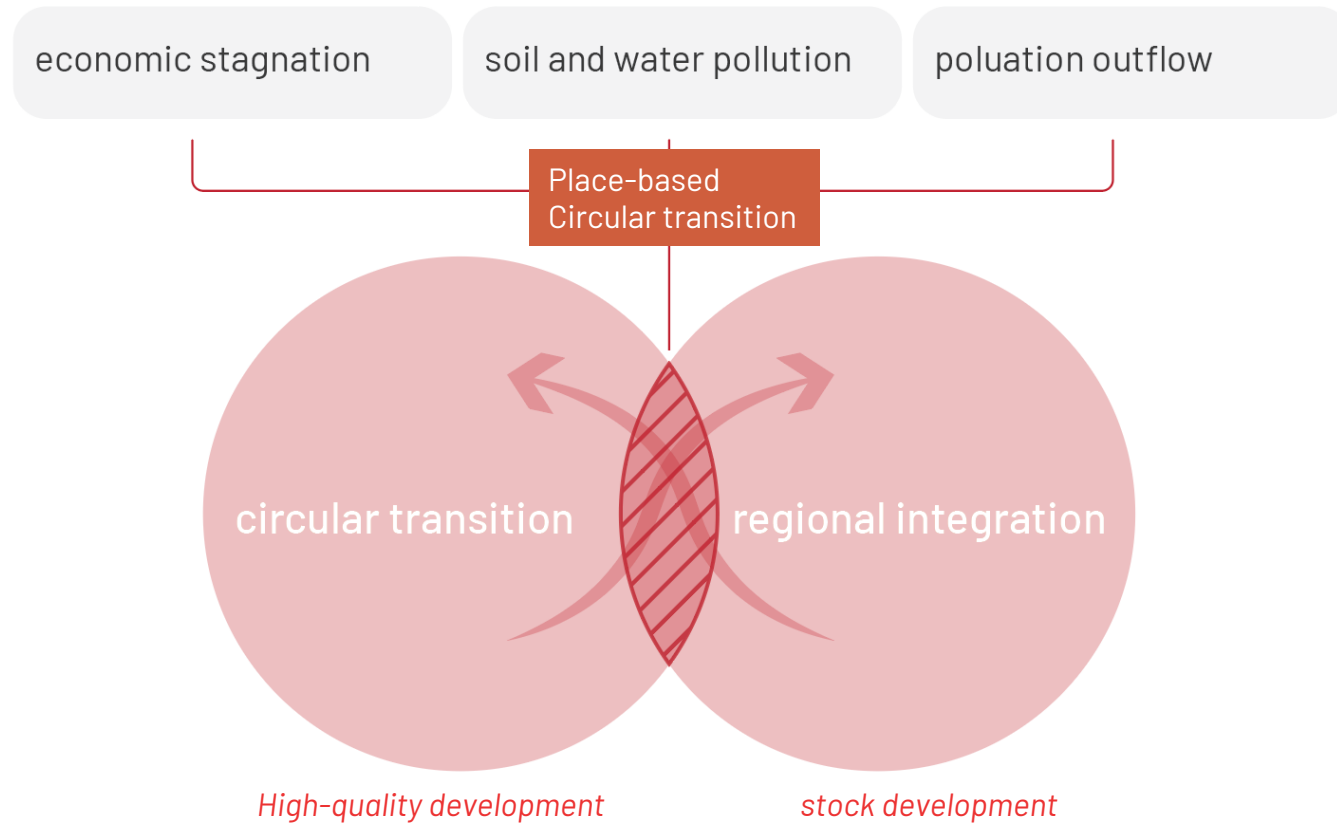 economic stagnation
soil and water pollution
poluation outflow
Place-based
Circular transition
circular transition
regional integration
High-quality development
stock development